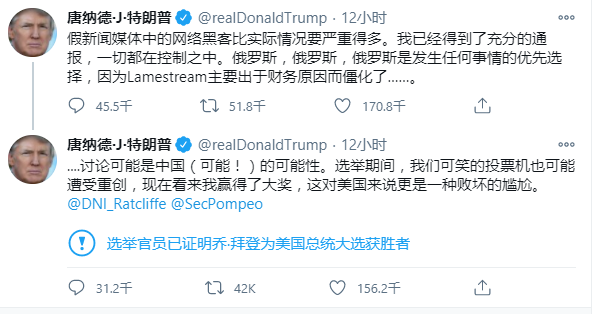 唐纳德·J·特朗普 @realDonaldTrump · 12小时
假新闻媒体中的网络黑客比实际情况要严重得多。我已经得到了充分的通
报，一切都在控制之中。俄罗斯，俄罗斯，俄罗斯是发生任何事情的优先选
择，因为Lamestream主要出于财务原因而僵化了......。
45.5千 51.8千 170.8千
唐纳德·J·特朗普 @realDonaldTrump · 12小时
....讨论可能是中国（可能！）的可能性。选举期间，我们可笑的投票机也可能
遭受重创，现在看来我赢得了大奖，这对美国来说更是一种败坏的尴尬。
@DNI_Ratcliffe @SecPompeo
选举官员已证明乔·拜登为美国总统大选获胜者
31.2千 42K 156.2千